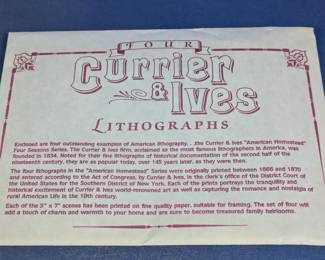 FOUR
Currier
& Ives
LITHOGRAPHS
Enclosed are four outstanding examples of American lithography. . .the Currier & Ives "American Homestead"
Four Seasons Series. The Currier & Ives firm, acclaimed as the most famous lithographers in America, was
founded in 1834. Noted for their fine lithographs of historical documentation of the second half of the
nineteenth century, they are as popular today, over 145 years later, as they were then.
The four lithographs in the "American Homestead" Series were originally printed between 1868 and 1870
and entered according to the Act of Congress, by Currier & Ives, in the clerk's office of the District Court of
the United States for the Southern District of New York. Each of the prints portrays the tranquility and
historical excitement of Currier & Ives world-renowned art as well as capturing the romance and nostalgia of
rural American Life in the 19th century.
Each of the 5" x 7" scenes has been printed on fine quality paper, suitable for framing. The set of four will
add a touch of charm and warmth to your home and are sure to become treasured family heirlooms.